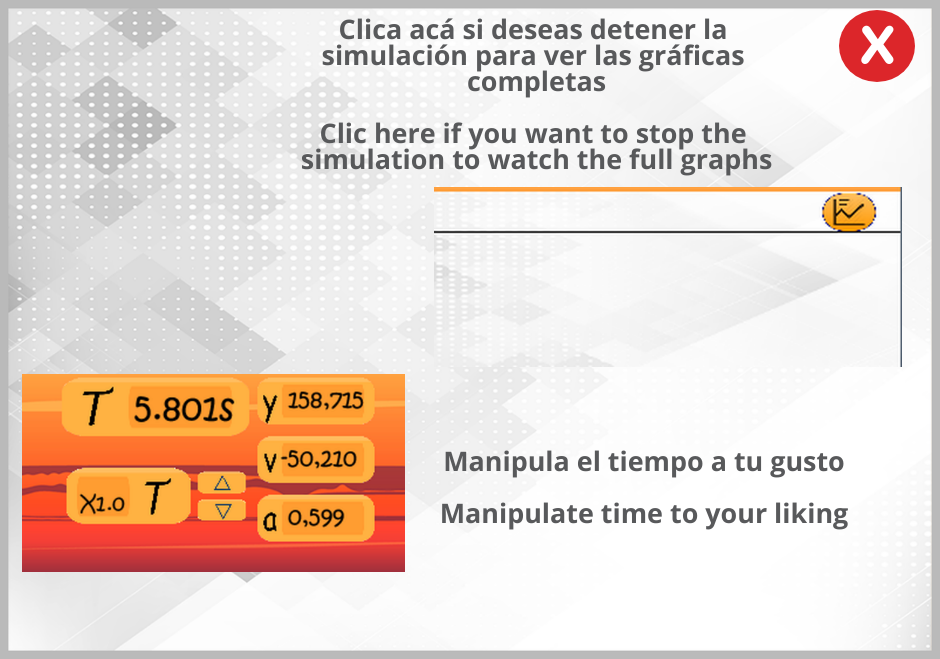 Clica acá si deseas detener la
simulación para ver las gráficas
completas
X
Clic here if you want to stop the
simulation to watch the full graphs
T 5.801s
y 158,715
v -50,210
X1.0 T
a 0,599
Manipula el tiempo a tu gusto
Manipulate time to your liking